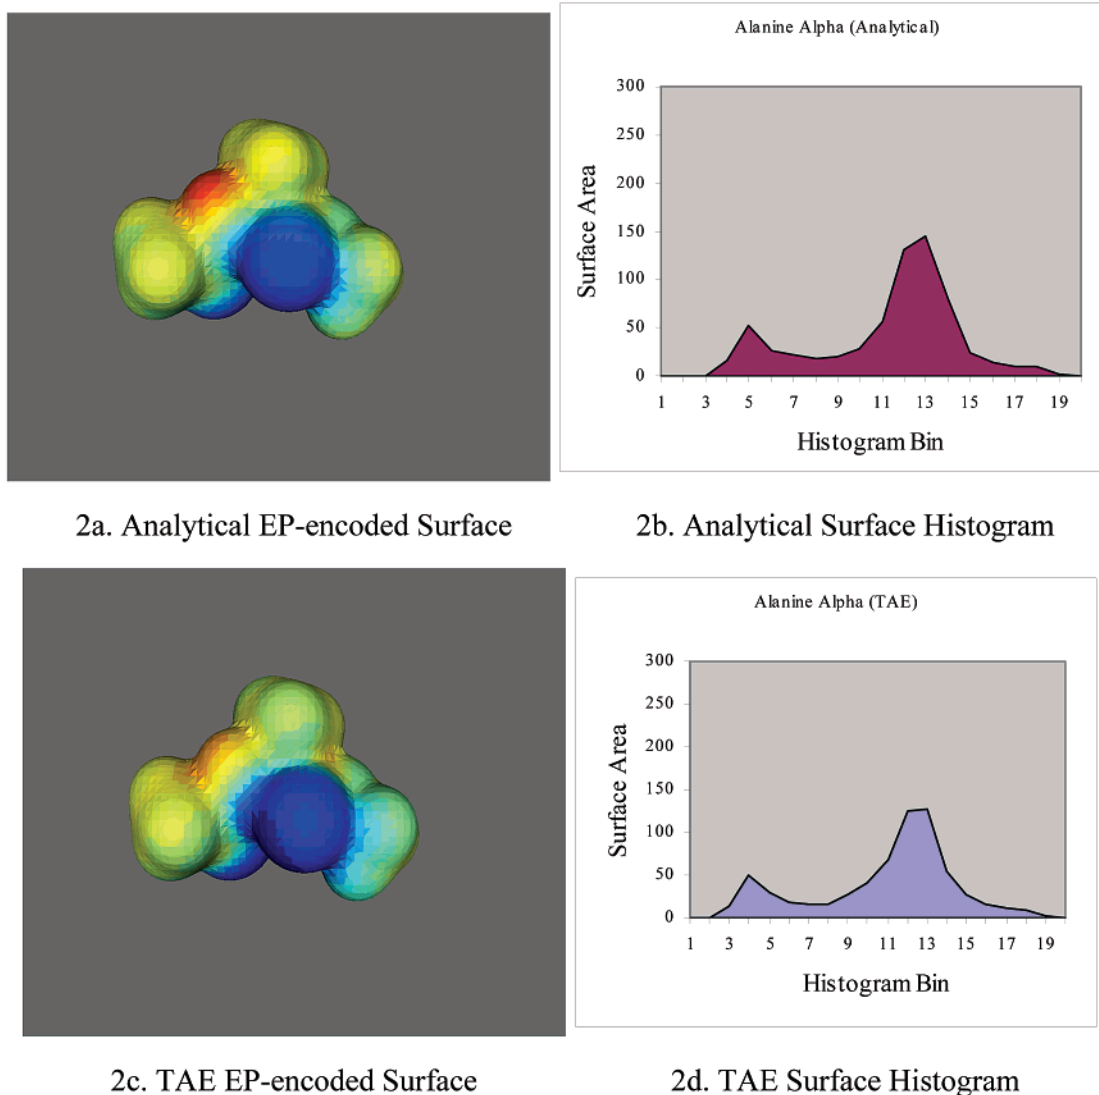 Alanine Alpha (Analytical)
300
250
200
150
100
50
0
Surface Area
1 3 5 7 9 11 13 15 17 19
Histogram Bin
2a. Analytical EP-encoded Surface
2b. Analytical Surface Histogram
Alanine Alpha (TAE)
300
250
200
150
100
50
0
Surface Area
1 3 5 7 9 11 13 15 17 19
Histogram Bin
2c. TAE EP-encoded Surface
2d. TAE Surface Histogram